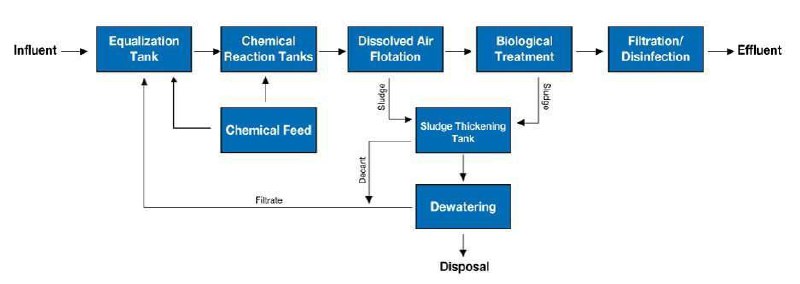 Influent
Equalization
Tank
Chemical
Reaction Tanks
Dissolved Air
Flotation
Biological
Treatment
Filtration/
Disinfection
Effluent
Chemical Feed
Sludge
Sludge
Sludge Thickening
Tank
Decant
Filtrate
Dewatering
Disposal